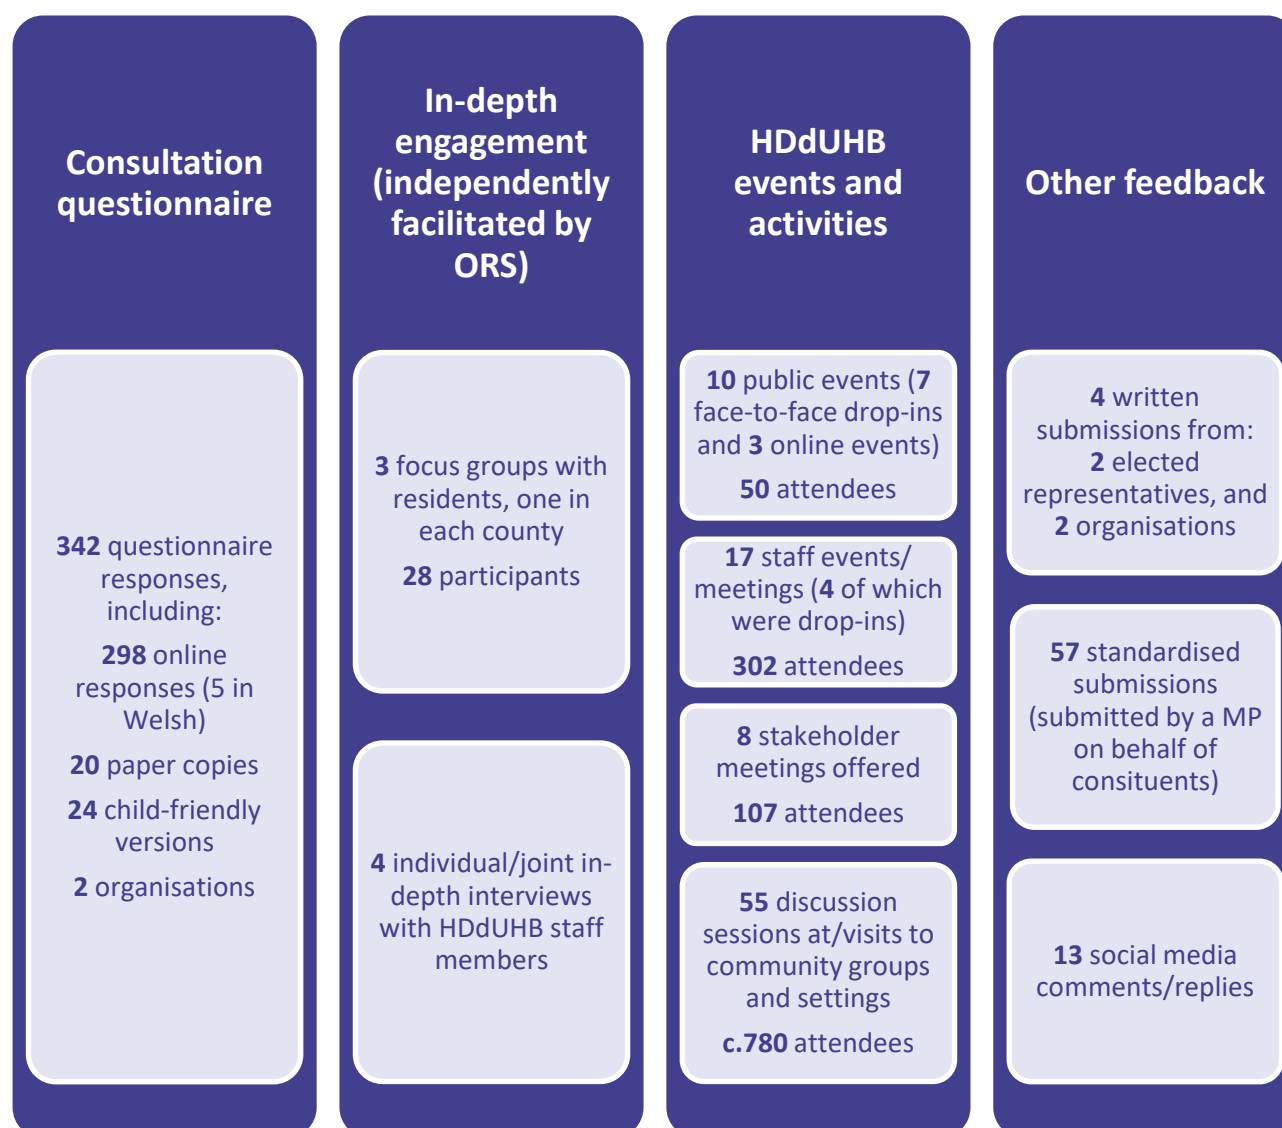 Consultation
questionnaire
342 questionnaire
responses,
including:
298 online
responses (5 in
Welsh)
20 paper copies
24 child-friendly
versions
2 organisations
In-depth
engagement
(independently
facilitated by
ORS)
3 focus groups with
residents, one in
each county
28 participants
4 individual/joint in-
depth interviews
with HDdUHB staff
members
HDdUHB
events and
activities
10 public events (7
face-to-face drop-ins
and 3 online events)
50 attendees
17 staff events/
meetings (4 of which
were drop-ins)
302 attendees
8 stakeholder
meetings offered
107 attendees
55 discussion
sessions at/visits to
community groups
and settings
c.780 attendees
Other feedback
4 written
submissions from:
2 elected
representatives, and
2 organisations
57 standardised
submissions
(submitted by a MP
on behalf of
consituents)
13 social media
comments/replies